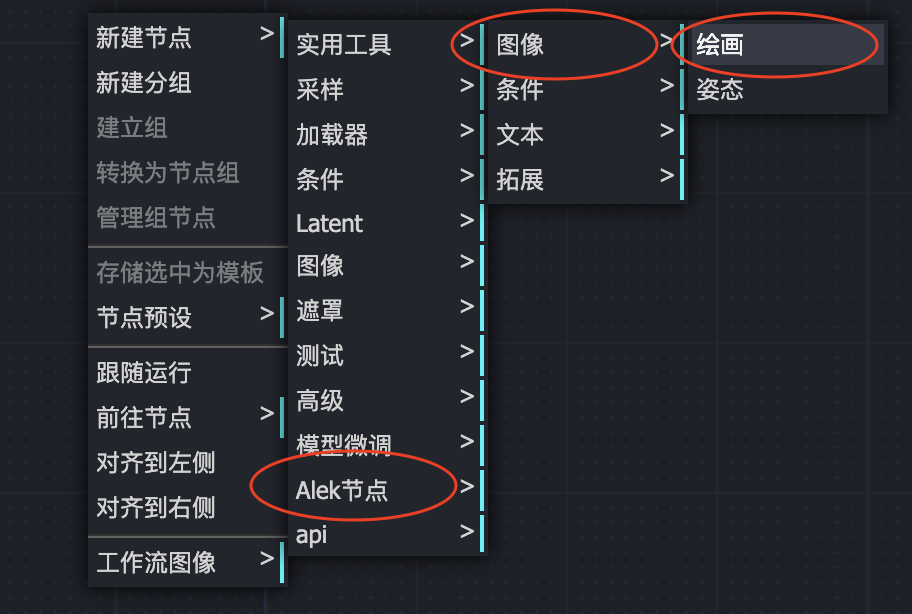 新建节点
新建分组
建立组
转换为节点组
管理组节点
存储选中为模板
节点预设
跟随运行
前往节点
对齐到左侧
对齐到右侧
工作流图像
实用工具
采样
加载器
条件
Latent
图像
遮罩
测试
高级
模型微调
Alek节点
api
图像
条件
文本
拓展
绘画
姿态